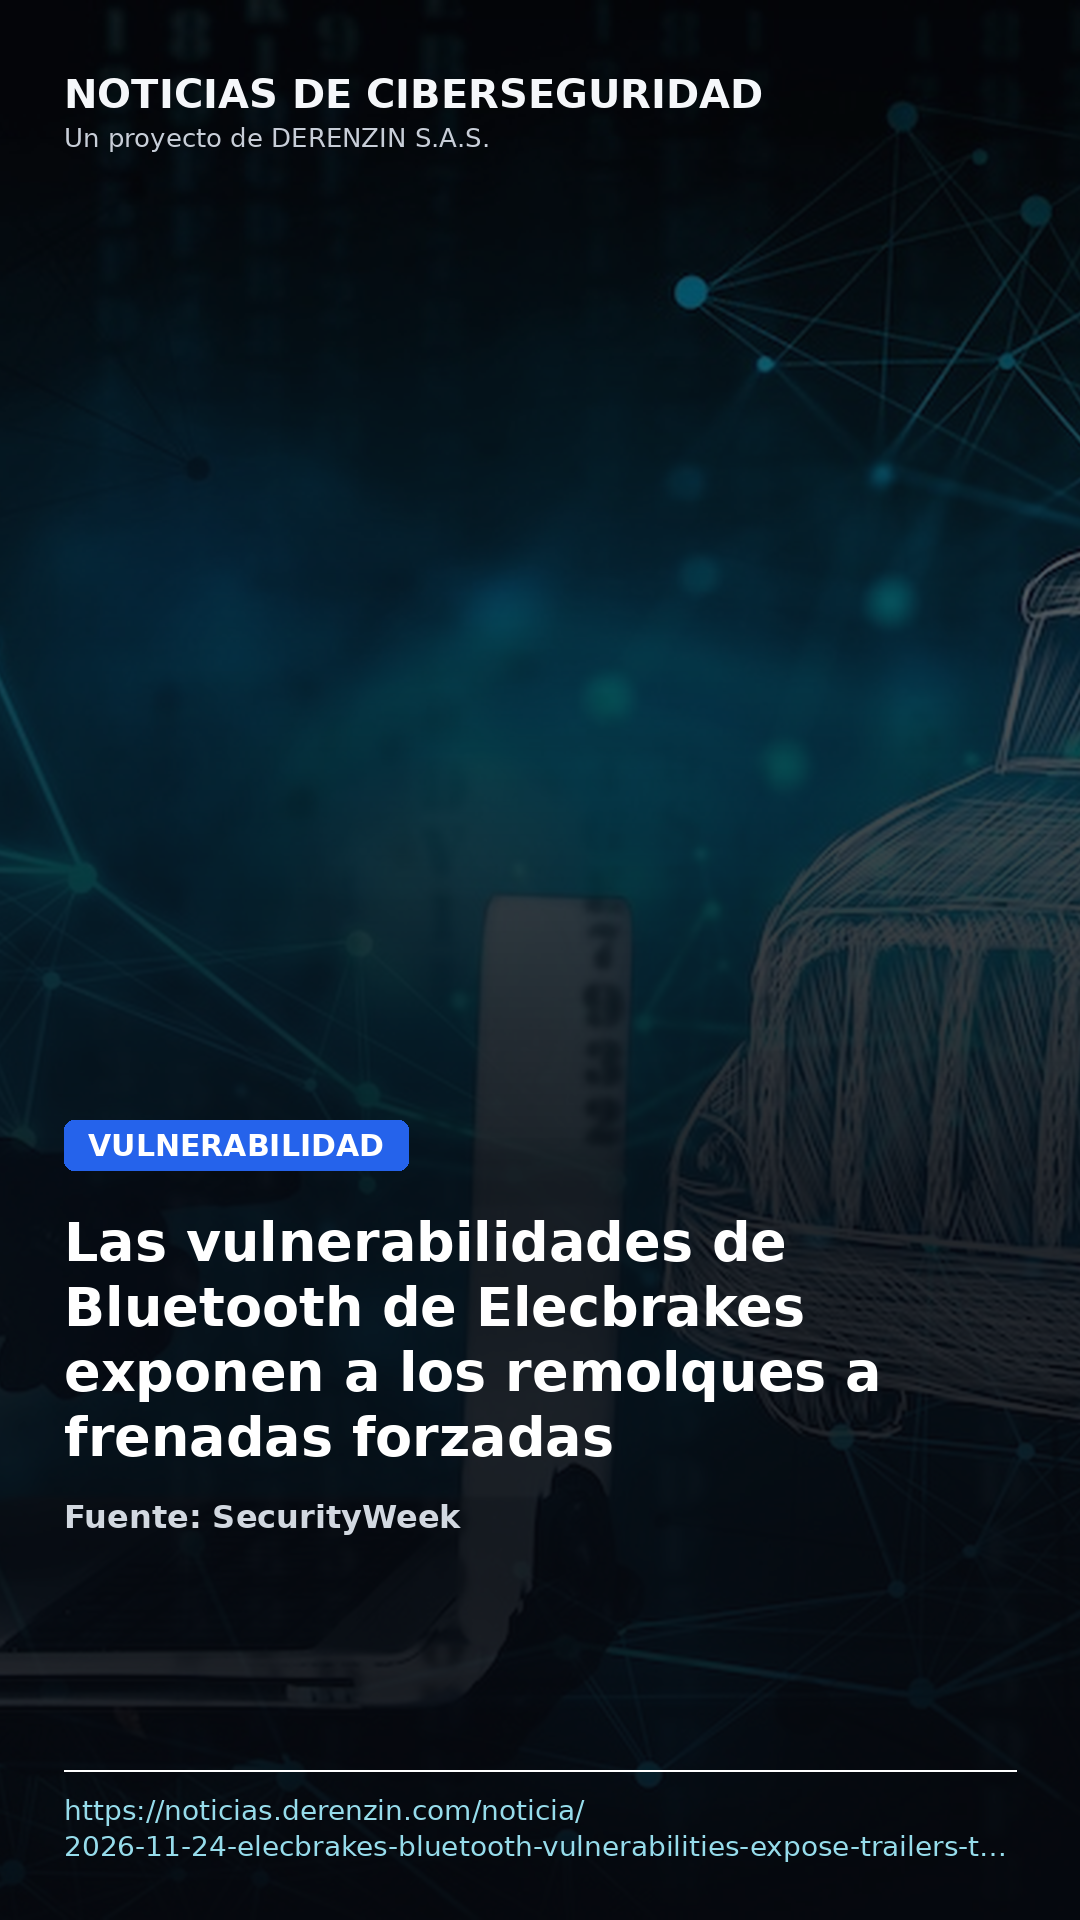 NOTICIAS DE CIBERSEGURIDAD
Un proyecto de DERENZIN S.A.S.
VULNERABILIDAD
Las vulnerabilidades de
Bluetooth de Elecbrakes
exponen a los remolques a
frenadas forzadas
Fuente: SecurityWeek
https://noticias.derenzin.com/noticia/
2026-11-24-elecbrakes-bluetooth-vulnerabilities-expose-trailers-t...